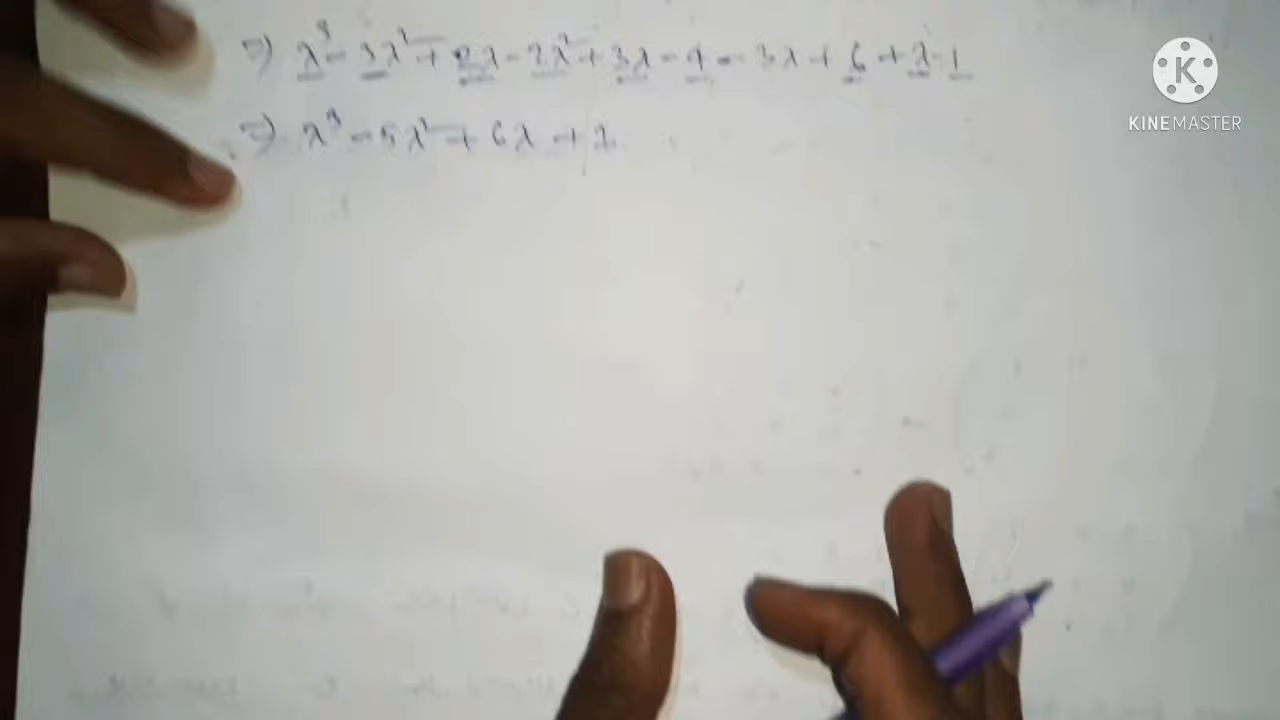 ⇒) λ³ - 3λ² + 2λ - 2λ² + 3λ - 4 - 3λ + 6 + λ - 1
⇒) λ³ - 5λ² + 6λ + 1
K
KINEMASTER